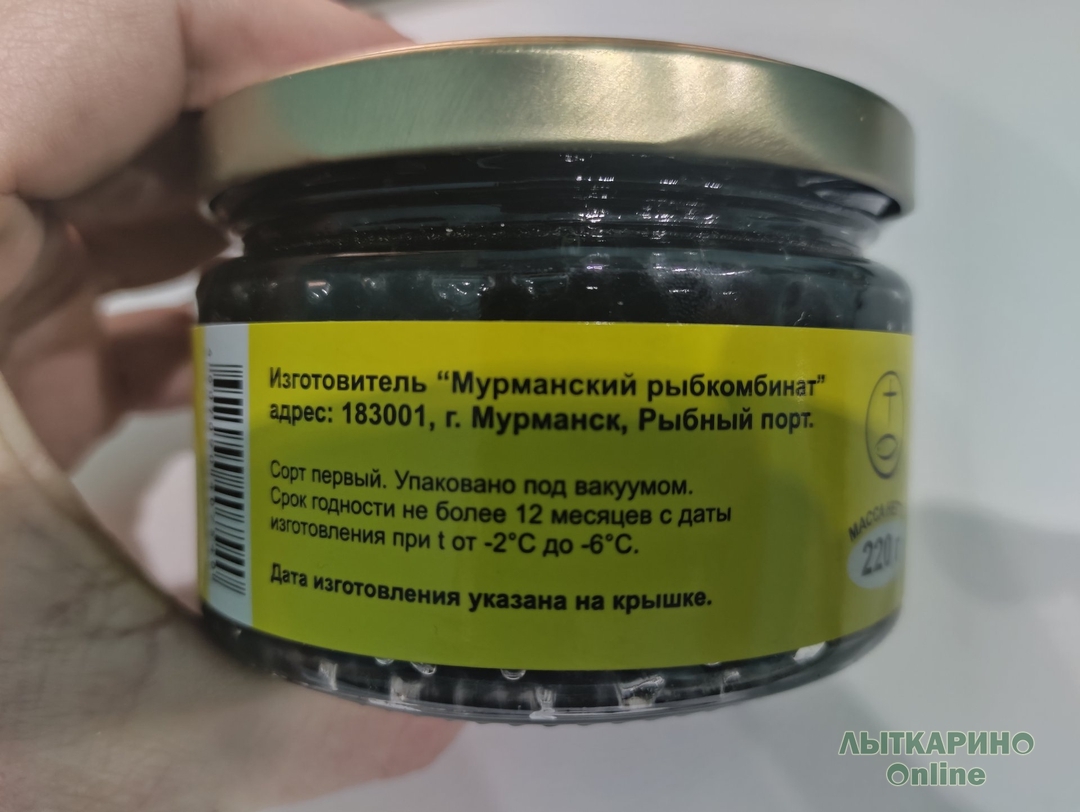 Изготовитель “Мурманский рыбкомбинат”
адрес: 183001, г. Мурманск, Рыбный порт.
Сорт первый. Упаковано под вакуумом.
Срок годности не более 12 месяцев с даты
изготовления при t от -2°С до -6°С.
Дата изготовления указана на крышке.
МАССА
220 г
ЛЫТКАРИНО
Online